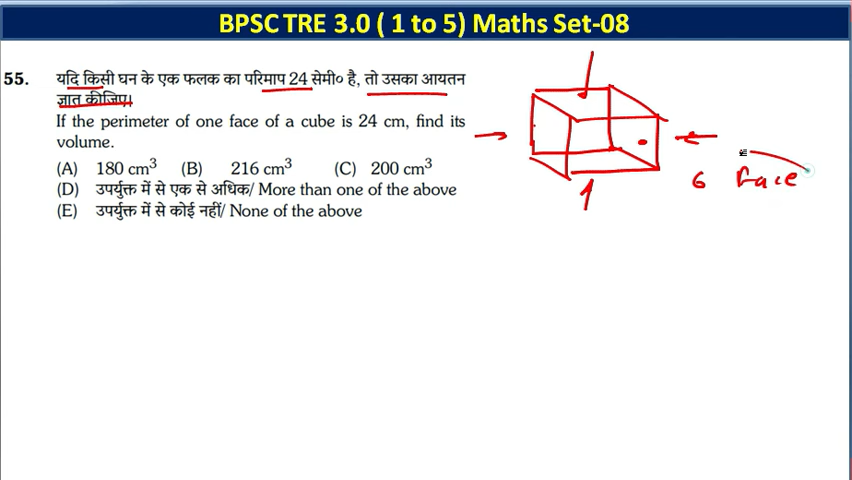 BPSC TRE 3.0 ( 1 to 5) Maths Set-08
55. यदि किसी घन के एक फलक का परिमाप 24 सेमी० है, तो उसका आयतन
ज्ञात कीजिए।
If the perimeter of one face of a cube is 24 cm, find its
volume.
(A) 180 cm³ (B) 216 cm³ (C) 200 cm³
(D) उपर्युक्त में से एक से अधिक/ More than one of the above
(E) उपर्युक्त में से कोई नहीं/ None of the above
6 face